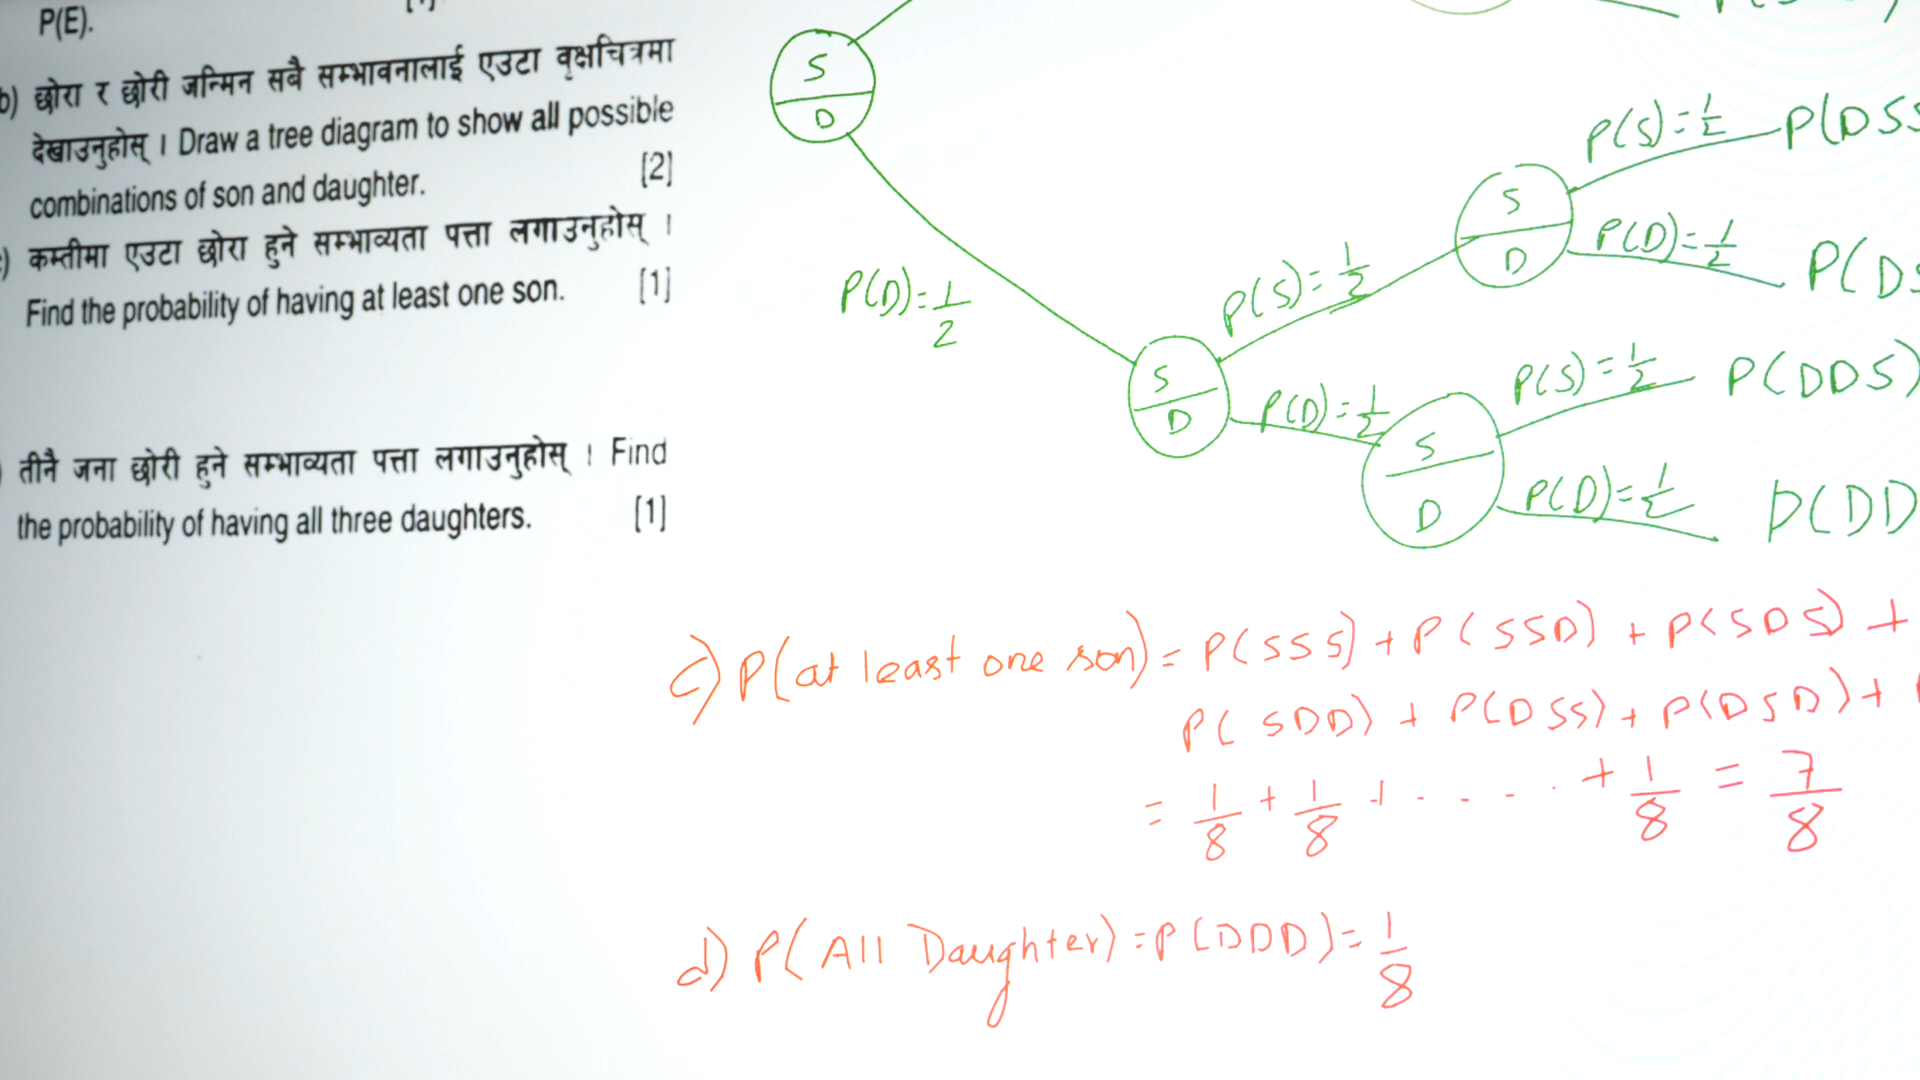 P(E).
b) छोरा र छोरी जन्मिन सबै सम्भावनालाई एउटा वृक्षचित्रमा
देखाउनुहोस् । Draw a tree diagram to show all possible
combinations of son and daughter. [2]
) कम्तीमा एउटा छोरा हुने सम्भाव्यता पत्ता लगाउनुहोस् ।
Find the probability of having at least one son. [1]
तीनै जना छोरी हुने सम्भाव्यता पत्ता लगाउनुहोस् । Find
the probability of having all three daughters. [1]
S
D
P(D)=1/2
S
D
P(S)=1/2
P(D)=1/2
S
D
P(S)=1/2 P(DSS
P(D)=1/2 P(DS
S
D
P(S)=1/2 P(DDS)
P(D)=1/2 P(DD
c) P(at least one son) = P(SSS) + P(SSD) + P(SDS) +
P(SDD) + P(DSS) + P(DSD) +
= 1/8 + 1/8 + ..... + 1/8 = 7/8
d) P(All Daughter) = P(DDD) = 1/8